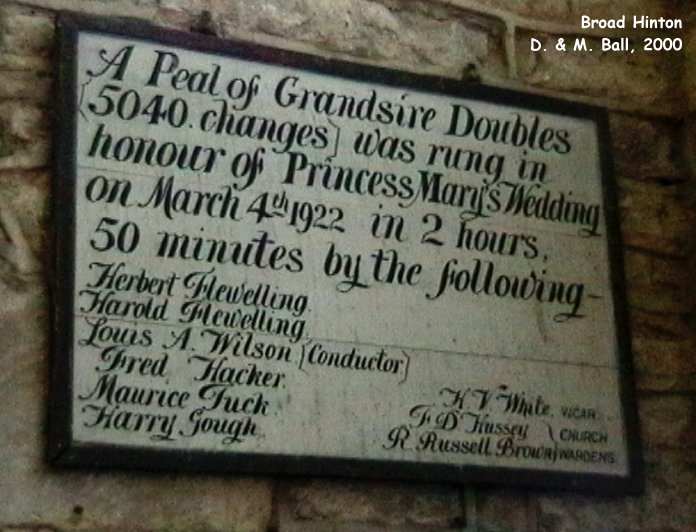 Broad Hinton
D. & M. Ball, 2000
A Peal of Grandsire Doubles
(5040. changes) was rung in
honour of Princess Mary's Wedding
on March 4th 1922 in 2 hours,
50 minutes by the following-
Herbert Flewelling.
Harold Flewelling.
Louis A. Wilson (Conductor)
Fred Hacker.
Maurice Tuck.
Harry Gough.
White, VICAR.
F. D. Hussey CHURCH
R. Russell Brown WARDENS